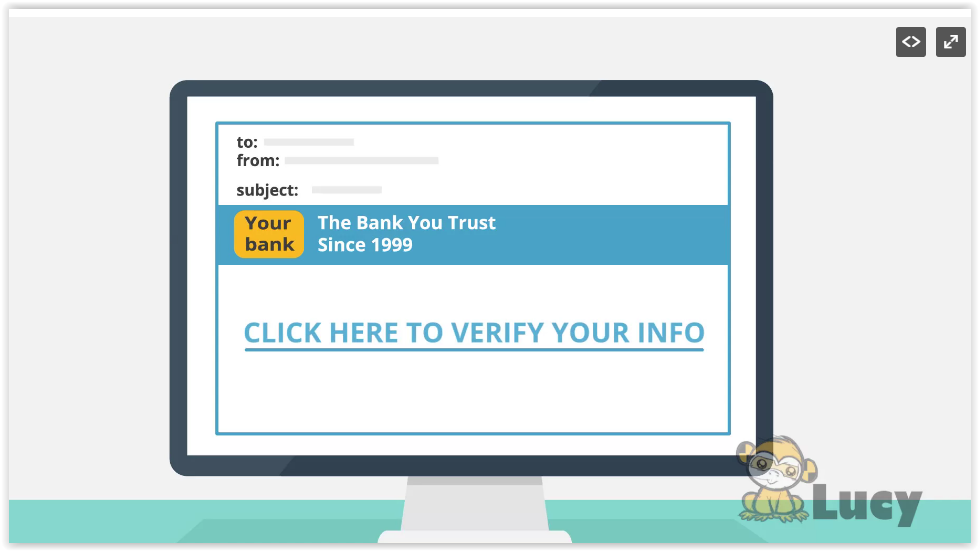 to:
from:
subject:
Your
bank
The Bank You Trust
Since 1999
CLICK HERE TO VERIFY YOUR INFO
Lucy